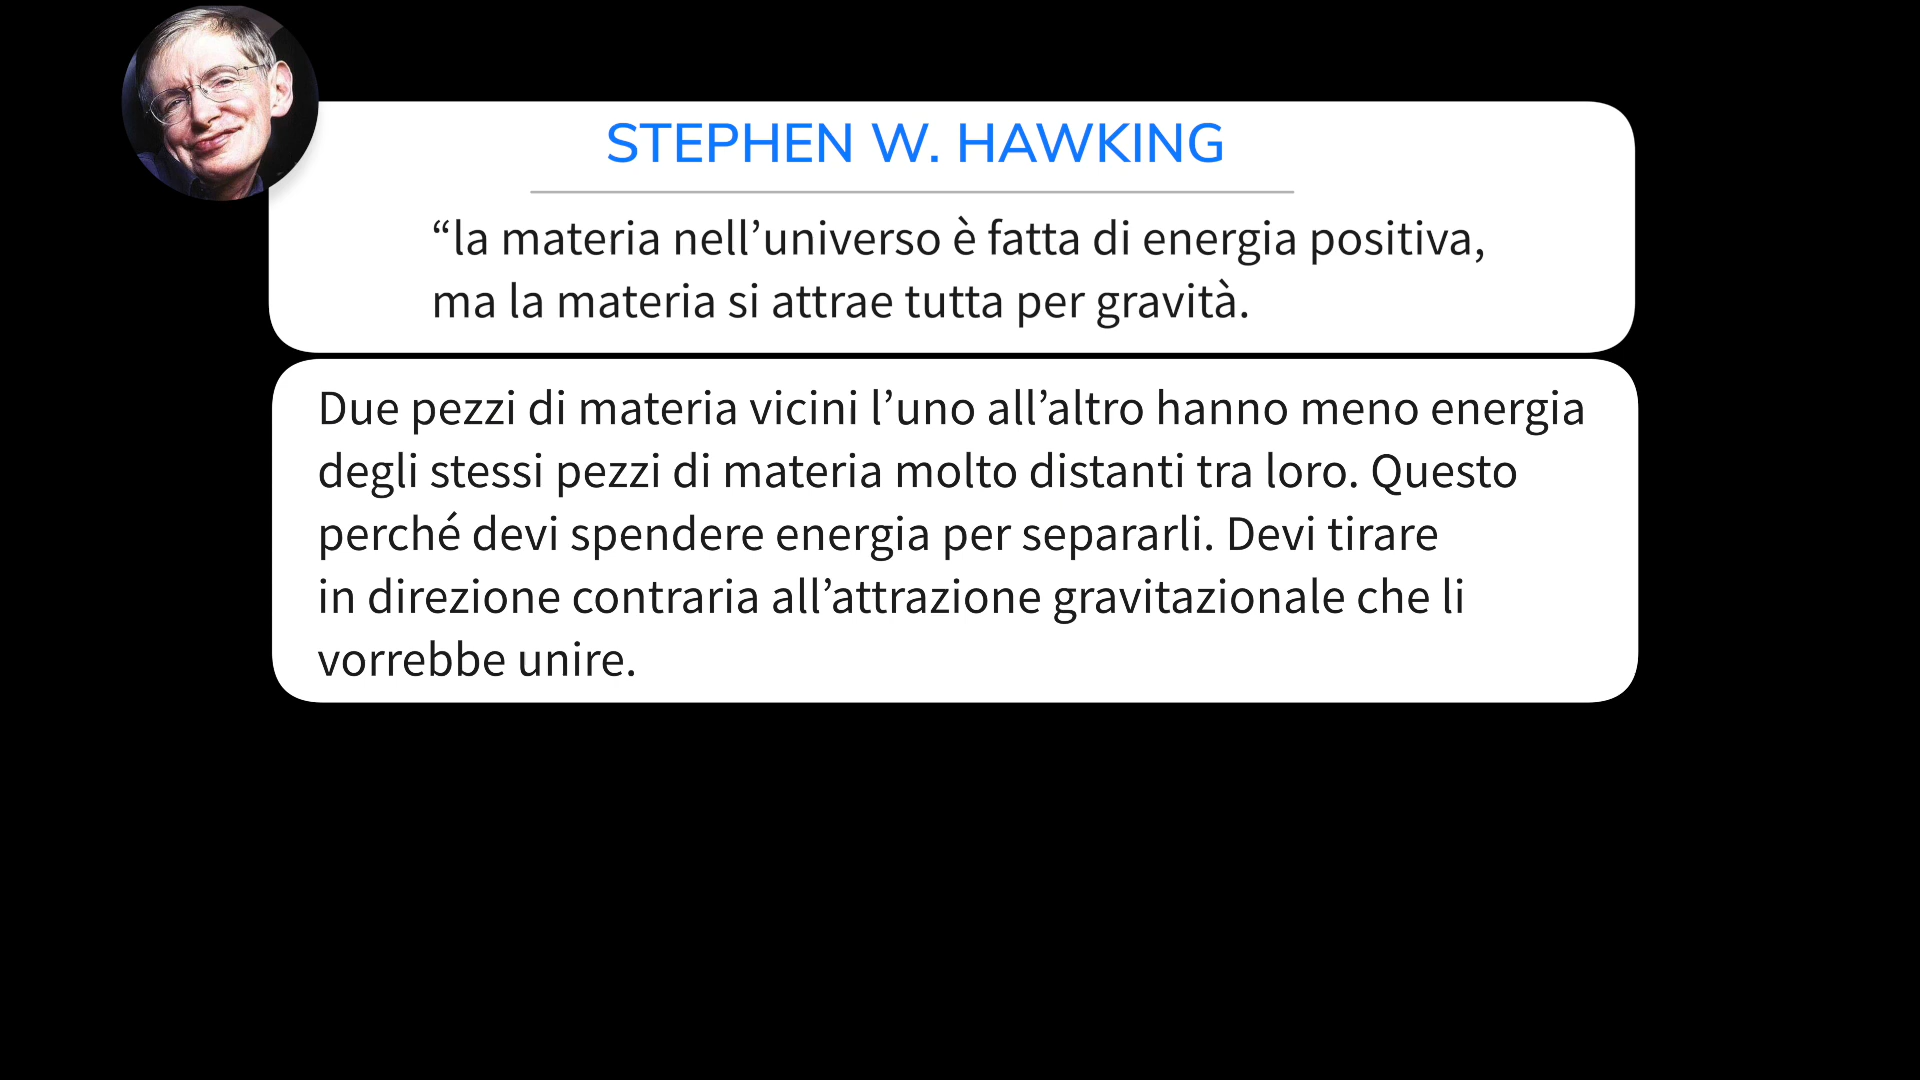 STEPHEN W. HAWKING
“la materia nell’universo è fatta di energia positiva,
ma la materia si attrae tutta per gravità.
Due pezzi di materia vicini l’uno all’altro hanno meno energia
degli stessi pezzi di materia molto distanti tra loro. Questo
perché devi spendere energia per separarli. Devi tirare
in direzione contraria all’attrazione gravitazionale che li
vorrebbe unire.